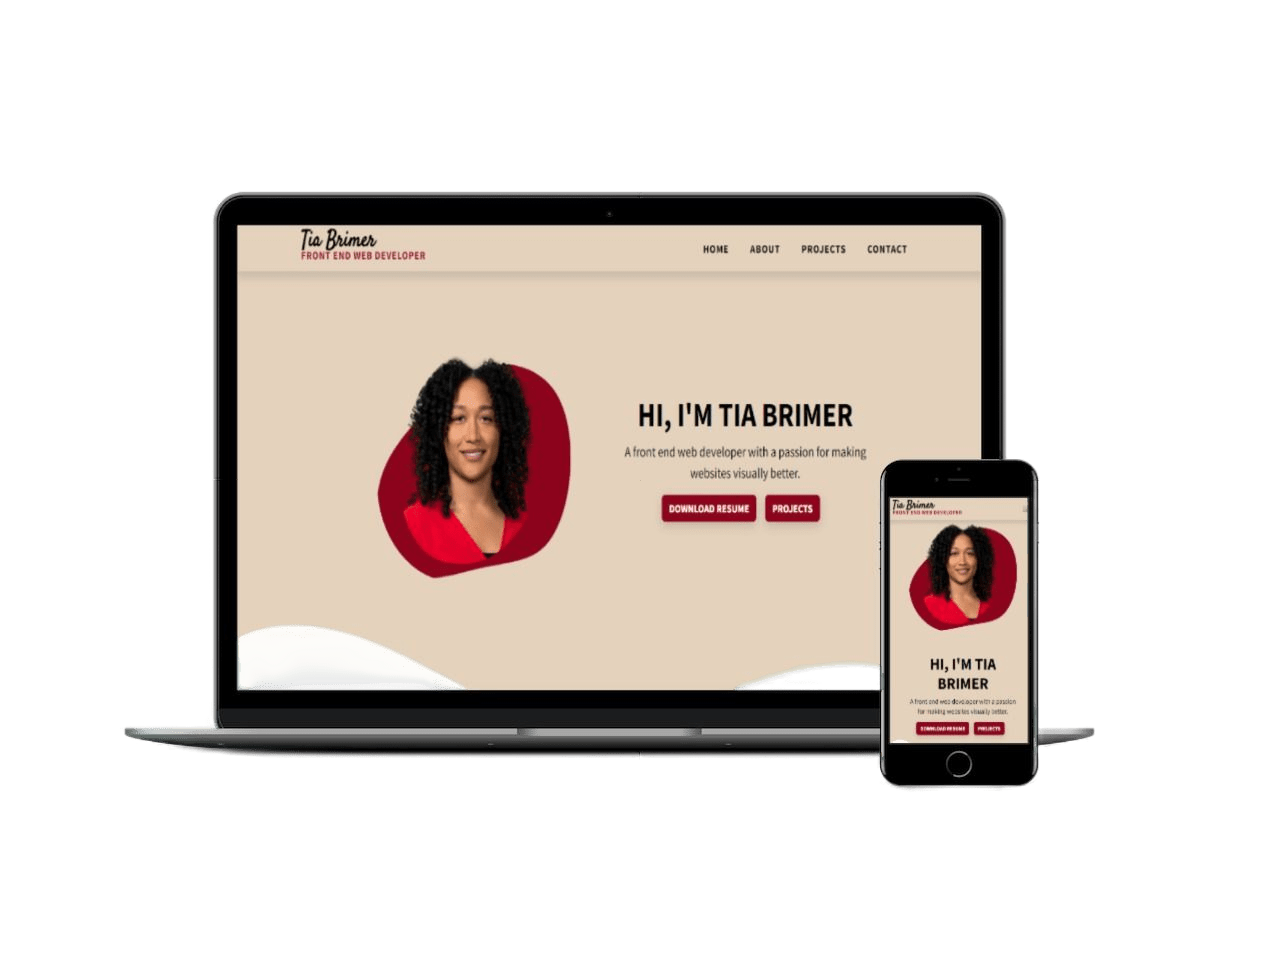 Tia Brimer
FRONT END WEB DEVELOPER
HOME ABOUT PROJECTS CONTACT
HI, I'M TIA BRIMER
A front end web developer with a passion for making
websites visually better.
DOWNLOAD RESUME PROJECTS
Tia Brimer
FRONT END WEB DEVELOPER
HI, I'M TIA
BRIMER
A front end web developer with a passion
for making websites visually better.
DOWNLOAD RESUME PROJECTS